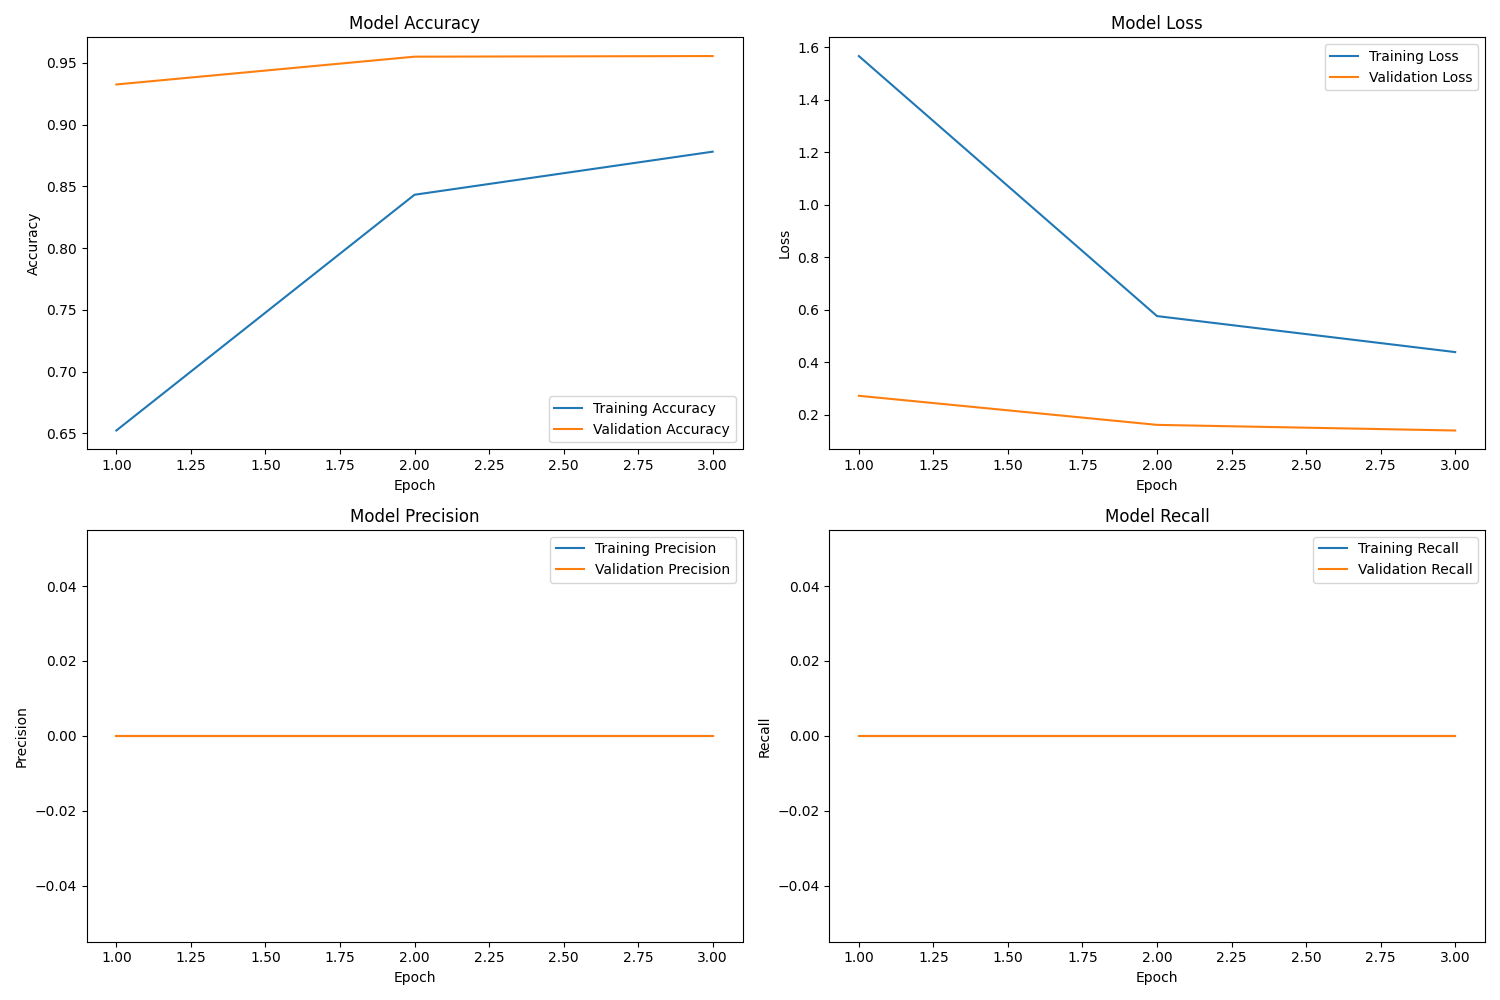 Model Accuracy
0.95
0.90
0.85
0.80
0.75
0.70
0.65
Accuracy
Training Accuracy
Validation Accuracy
1.00 1.25 1.50 1.75 2.00 2.25 2.50 2.75 3.00
Epoch
Model Loss
1.6
1.4
1.2
1.0
0.8
0.6
0.4
0.2
Loss
Training Loss
Validation Loss
1.00 1.25 1.50 1.75 2.00 2.25 2.50 2.75 3.00
Epoch
Model Precision
0.04
0.02
0.00
−0.02
−0.04
Precision
Training Precision
Validation Precision
1.00 1.25 1.50 1.75 2.00 2.25 2.50 2.75 3.00
Epoch
Model Recall
0.04
0.02
0.00
−0.02
−0.04
Recall
Training Recall
Validation Recall
1.00 1.25 1.50 1.75 2.00 2.25 2.50 2.75 3.00
Epoch